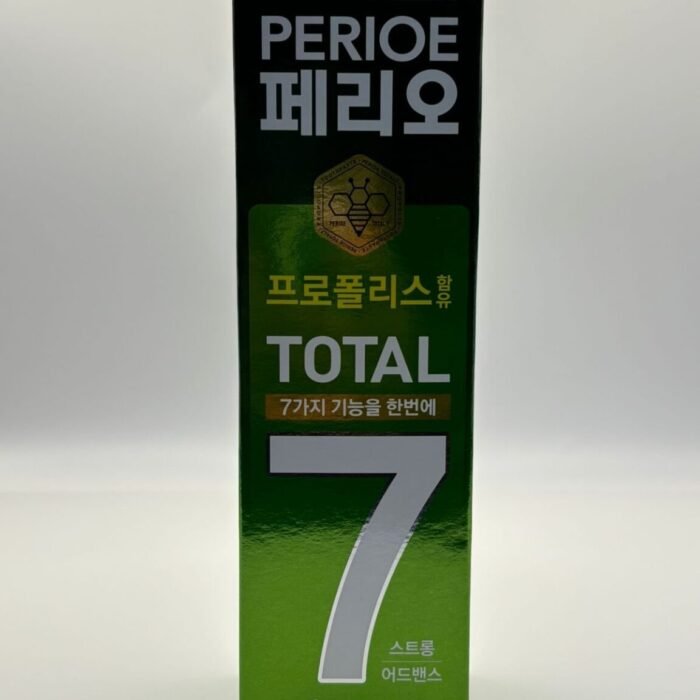 PERIOE
페리오
프로폴리스 함유
TOTAL
7가지 기능을 한번에
7
스트롱
어드밴스